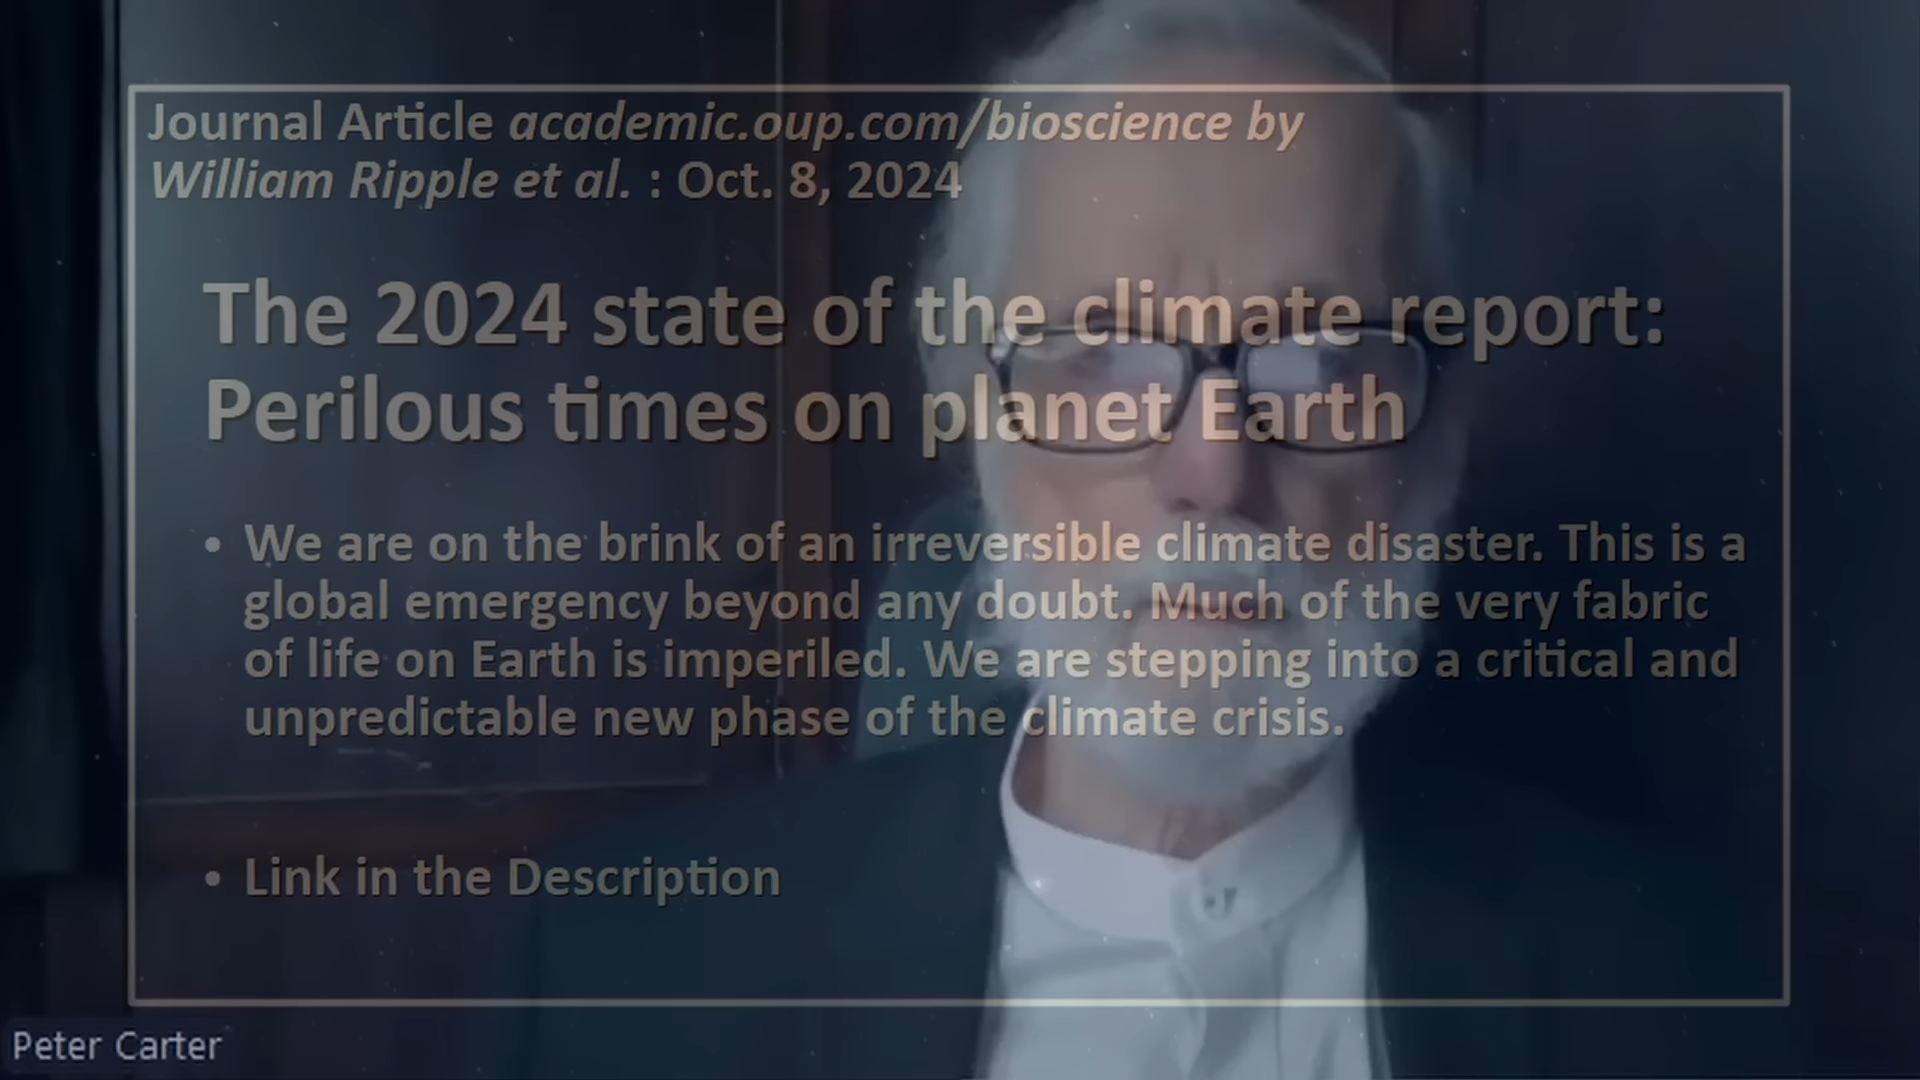 Journal Article academic.oup.com/bioscience by
William Ripple et al. : Oct. 8, 2024
The 2024 state of the climate report:
Perilous times on planet Earth
• We are on the brink of an irreversible climate disaster. This is a
global emergency beyond any doubt. Much of the very fabric
of life on Earth is imperiled. We are stepping into a critical and
unpredictable new phase of the climate crisis.
• Link in the Description
Peter Carter